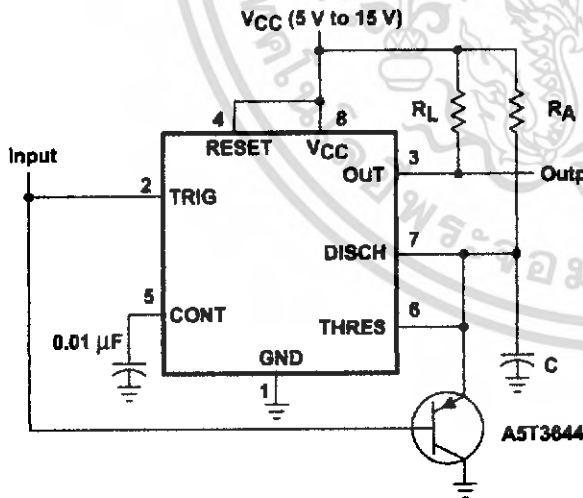 VCC (5 V to 15 V)
4
8
RESET
VCC
RL
RA
Input
3
OUT
Outp
2
TRIG
7
DISCH
5
CONT
6
THRES
0.01 µF
GND
1
C
A5T3644